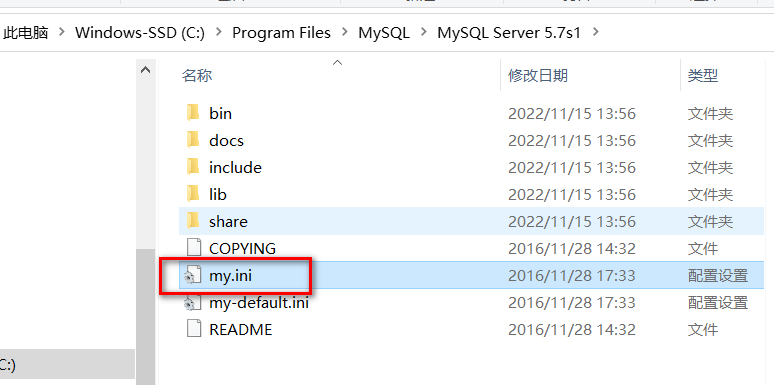 此电脑 > Windows-SSD (C:) > Program Files > MySQL > MySQL Server 5.7s1 >
名称 修改日期 类型
bin 2022/11/15 13:56 文件夹
docs 2022/11/15 13:56 文件夹
include 2022/11/15 13:56 文件夹
lib 2022/11/15 13:56 文件夹
share 2022/11/15 13:56 文件夹
COPYING 2016/11/28 14:32 文件
my.ini 2016/11/28 17:33 配置设置
my-default.ini 2016/11/28 17:33 配置设置
README 2016/11/28 14:32 文件
C:)